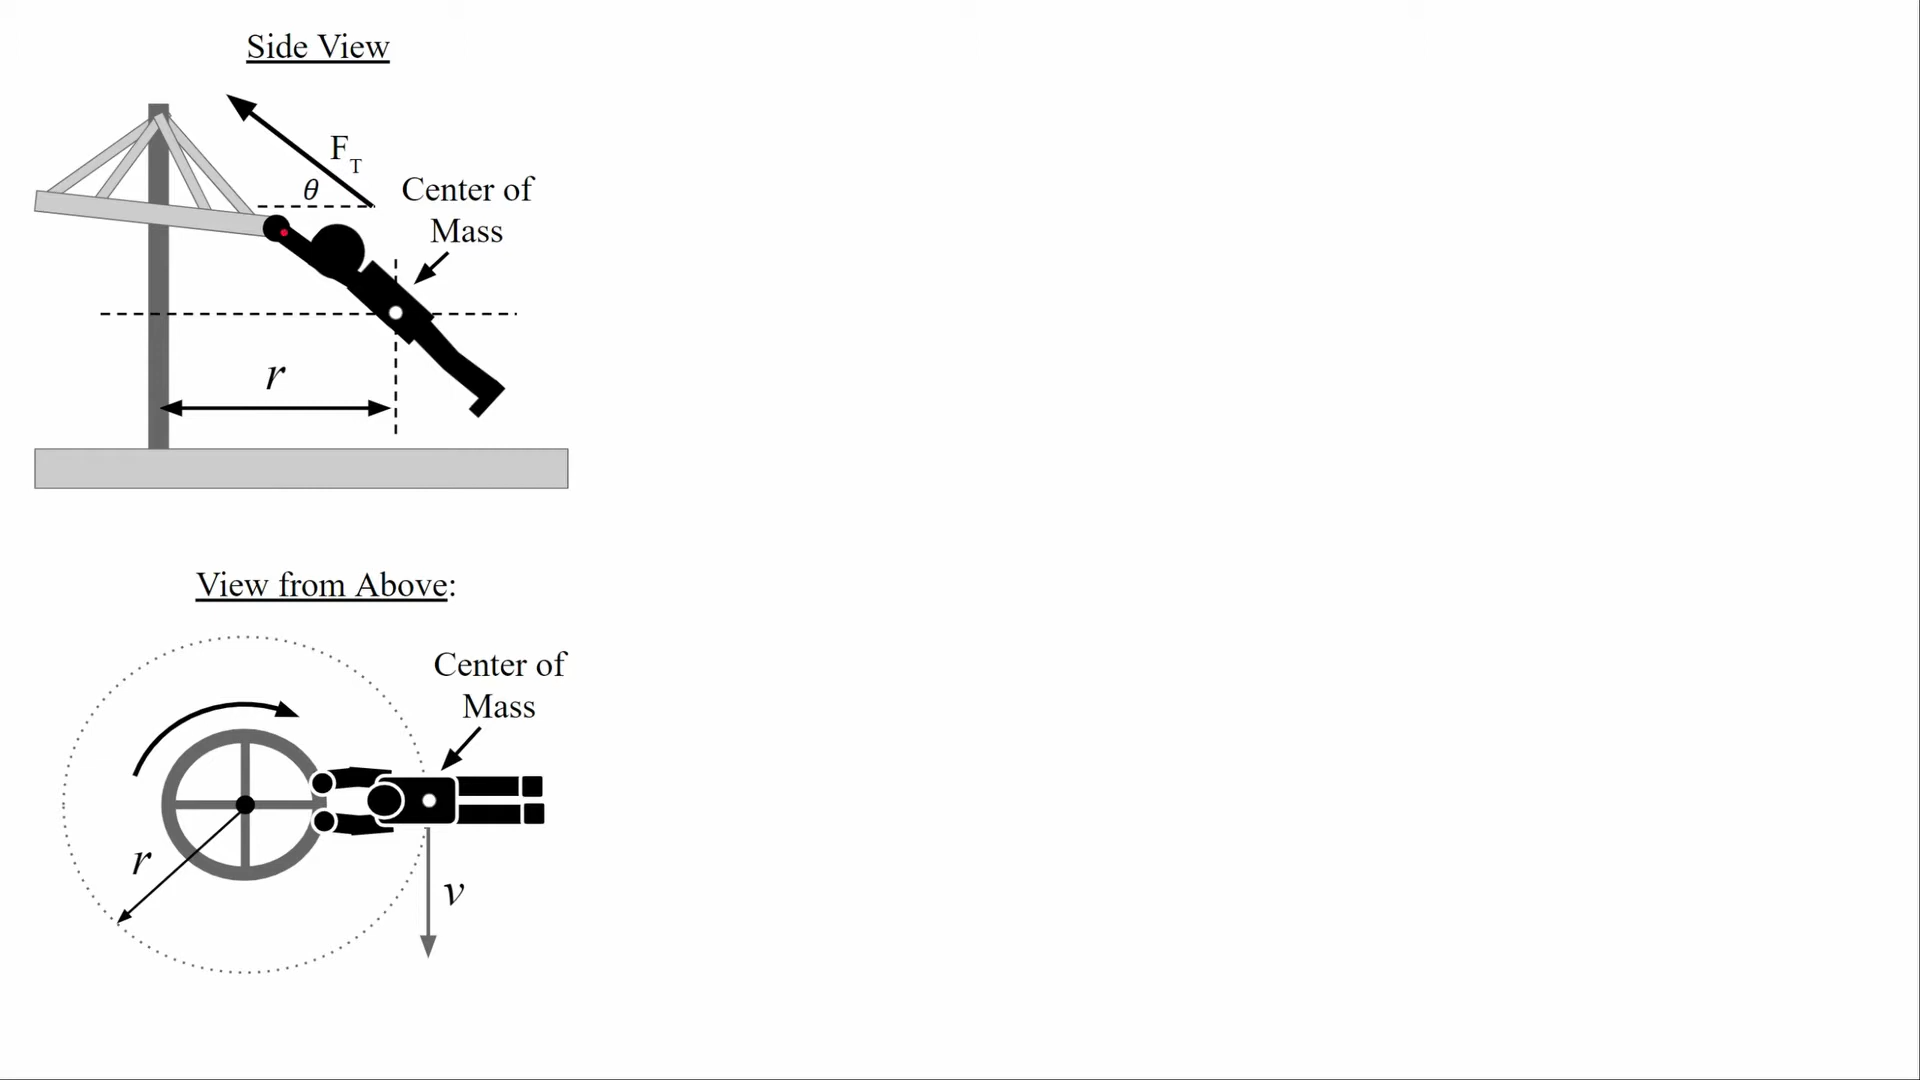 Side View
F_T
θ
Center of
Mass
r
View from Above:
Center of
Mass
r
v